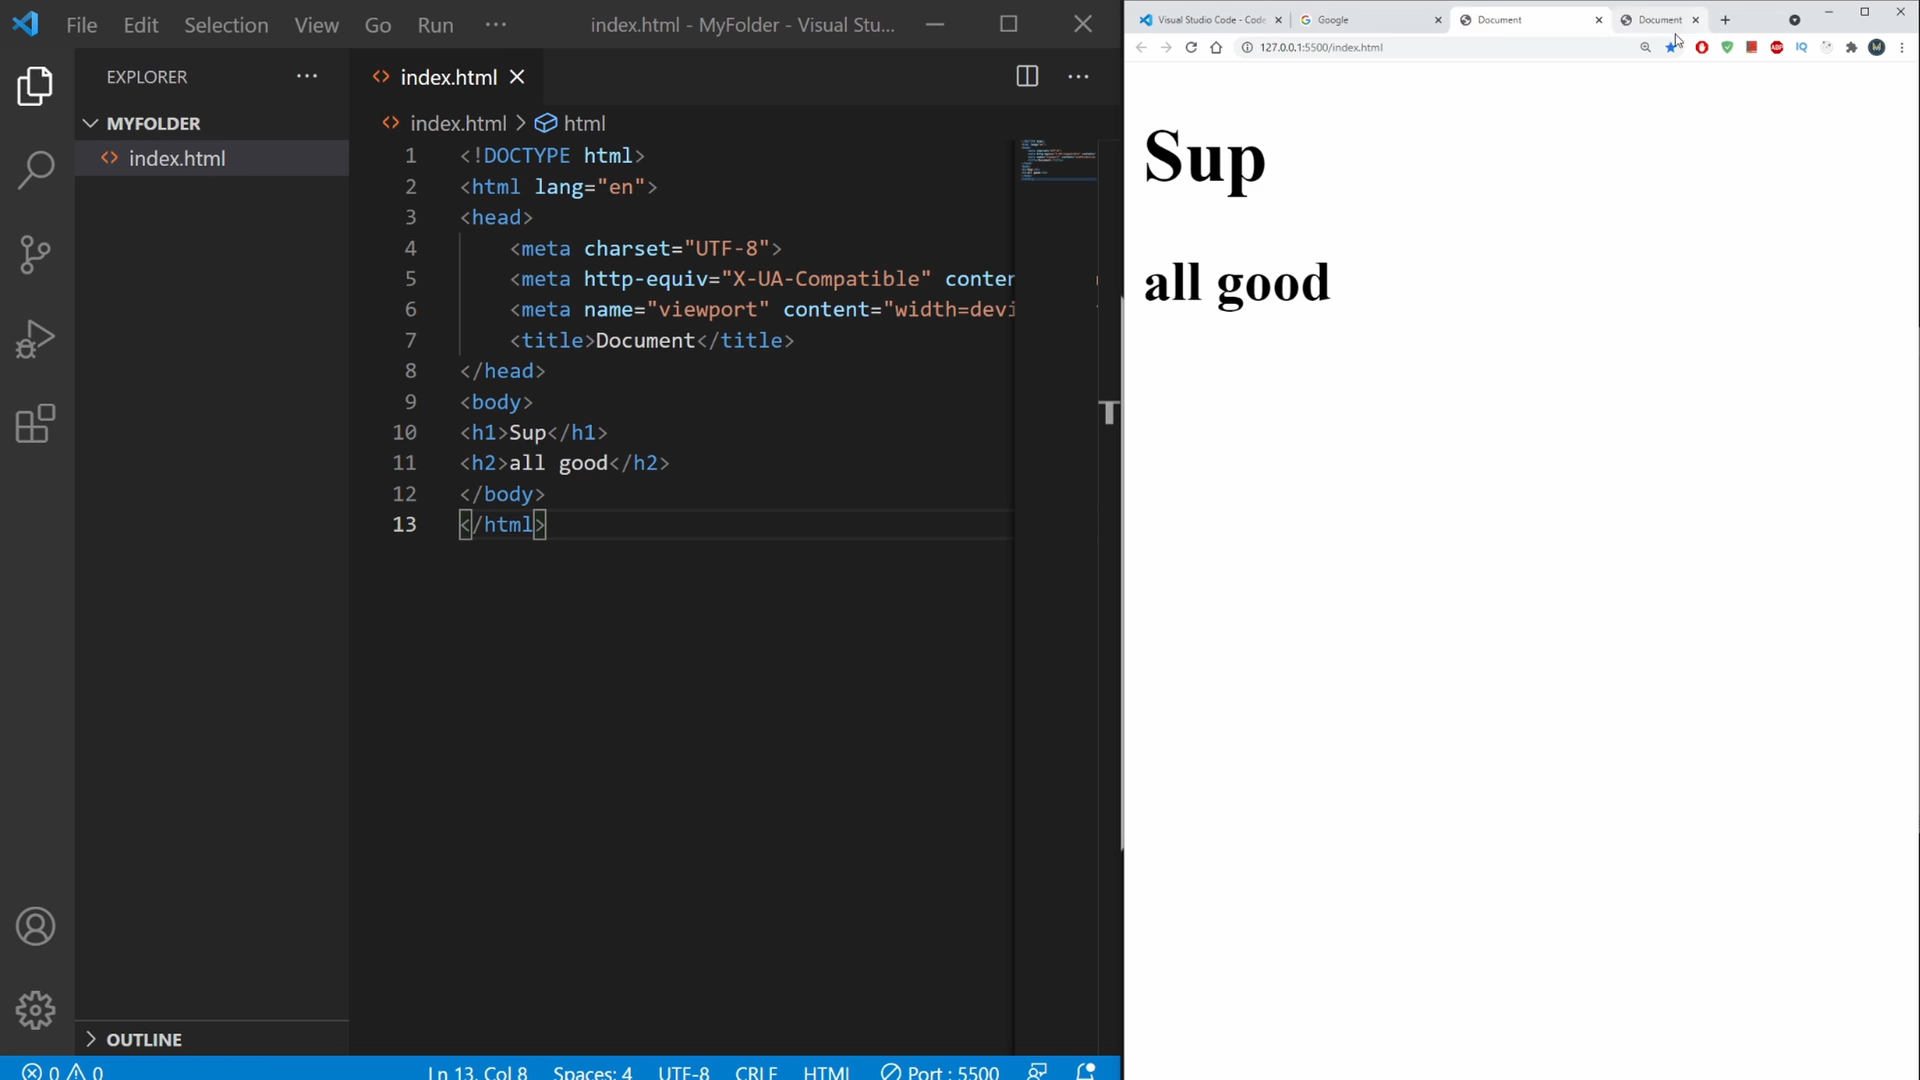 File Edit Selection View Go Run ··· index.html - MyFolder - Visual Stu...
EXPLORER ···
MYFOLDER
index.html
OUTLINE
index.html
index.html > html
1 <!DOCTYPE html>
2 <html lang="en">
3 <head>
4 <meta charset="UTF-8">
5 <meta http-equiv="X-UA-Compatible" conten
6 <meta name="viewport" content="width=devi
7 <title>Document</title>
8 </head>
9 <body>
10 <h1>Sup</h1>
11 <h2>all good</h2>
12 </body>
13 </html>
0 0 Ln 13, Col 8 Spaces: 4 UTF-8 CRLF HTML Port : 5500
Visual Studio Code - Code Google Document Document
127.0.0.1:5500/index.html
ABP IQ
Sup
all good